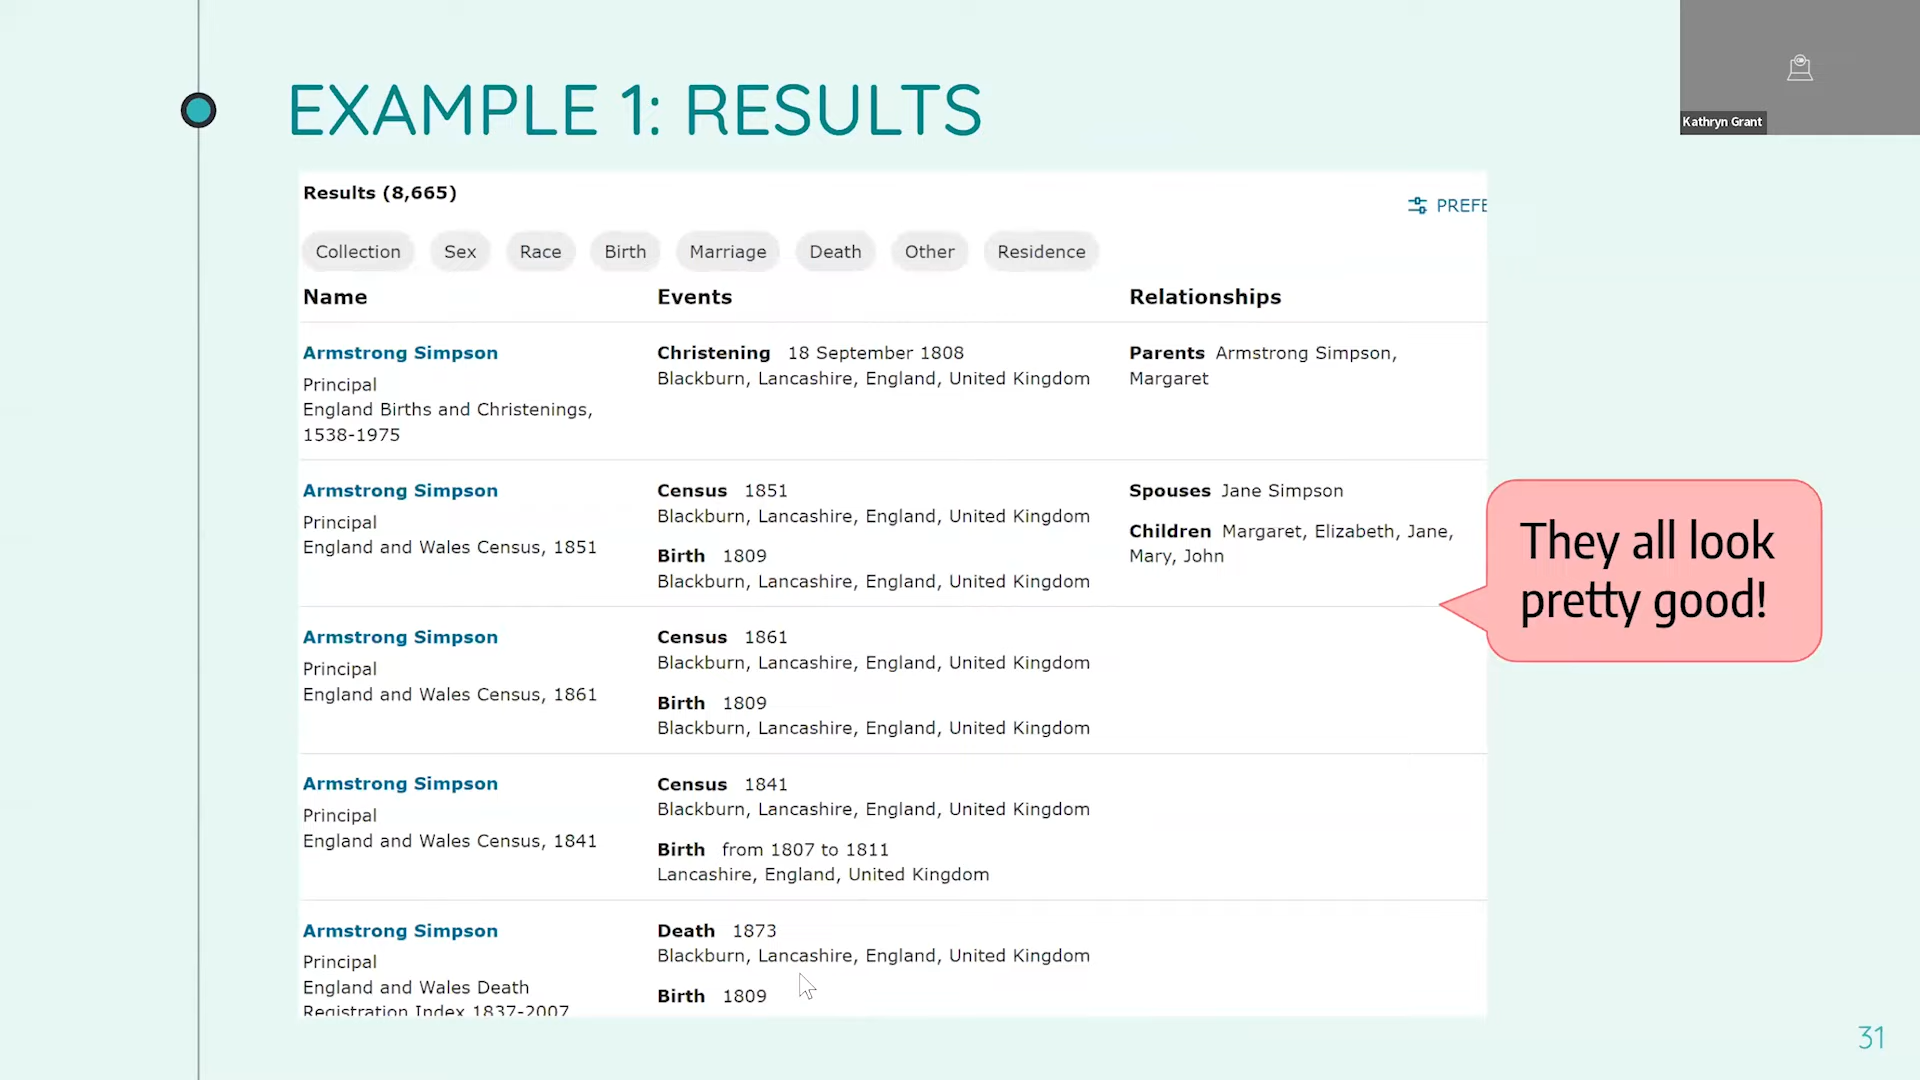 EXAMPLE 1: RESULTS
Kathryn Grant
Results (8,665)
PREFE
Collection Sex Race Birth Marriage Death Other Residence
Name Events Relationships
Armstrong Simpson
Principal
England Births and Christenings,
1538-1975
Christening 18 September 1808
Blackburn, Lancashire, England, United Kingdom
Parents Armstrong Simpson,
Margaret
Armstrong Simpson
Principal
England and Wales Census, 1851
Census 1851
Blackburn, Lancashire, England, United Kingdom
Birth 1809
Blackburn, Lancashire, England, United Kingdom
Spouses Jane Simpson
Children Margaret, Elizabeth, Jane,
Mary, John
Armstrong Simpson
Principal
England and Wales Census, 1861
Census 1861
Blackburn, Lancashire, England, United Kingdom
Birth 1809
Blackburn, Lancashire, England, United Kingdom
Armstrong Simpson
Principal
England and Wales Census, 1841
Census 1841
Blackburn, Lancashire, England, United Kingdom
Birth from 1807 to 1811
Lancashire, England, United Kingdom
Armstrong Simpson
Principal
England and Wales Death
Registration Index 1837-2007
Death 1873
Blackburn, Lancashire, England, United Kingdom
Birth 1809
They all look
pretty good!
31